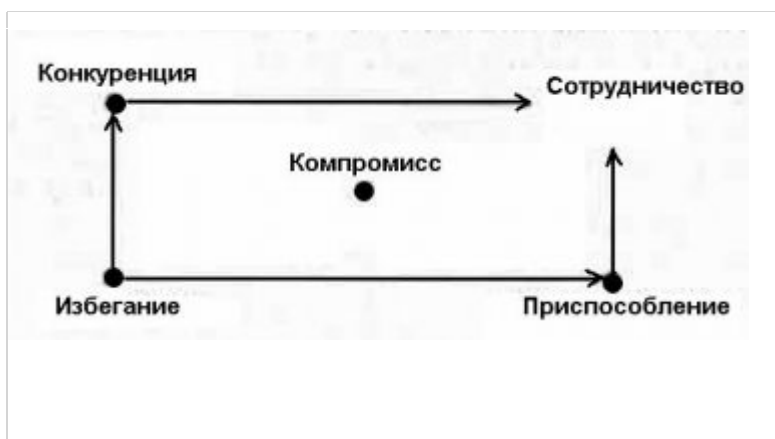 Конкуренция
Сотрудничество
Компромисс
Избегание
Приспособление